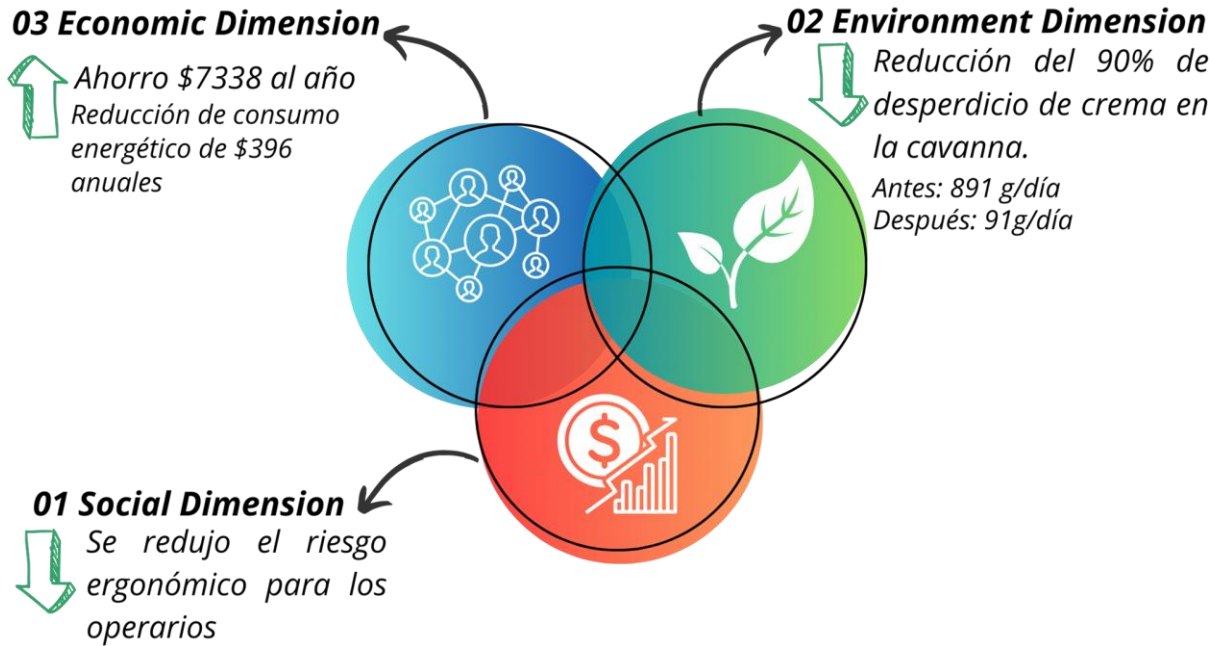 03 Economic Dimension
Ahorro $7338 al año
Reducción de consumo
energético de $396
anuales
02 Environment Dimension
Reducción del 90% de
desperdicio de crema en
la cavanna.
Antes: 891 g/día
Después: 91g/día
$
01 Social Dimension
Se redujo el riesgo
ergonómico para los
operarios